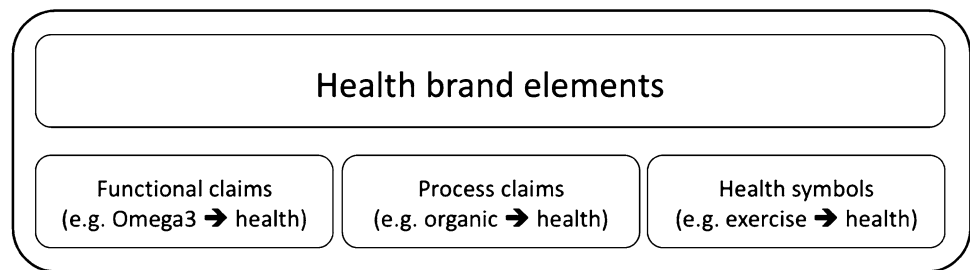 Health brand elements
Functional claims
(e.g. Omega3 ➔ health)
Process claims
(e.g. organic ➔ health)
Health symbols
(e.g. exercise ➔ health)